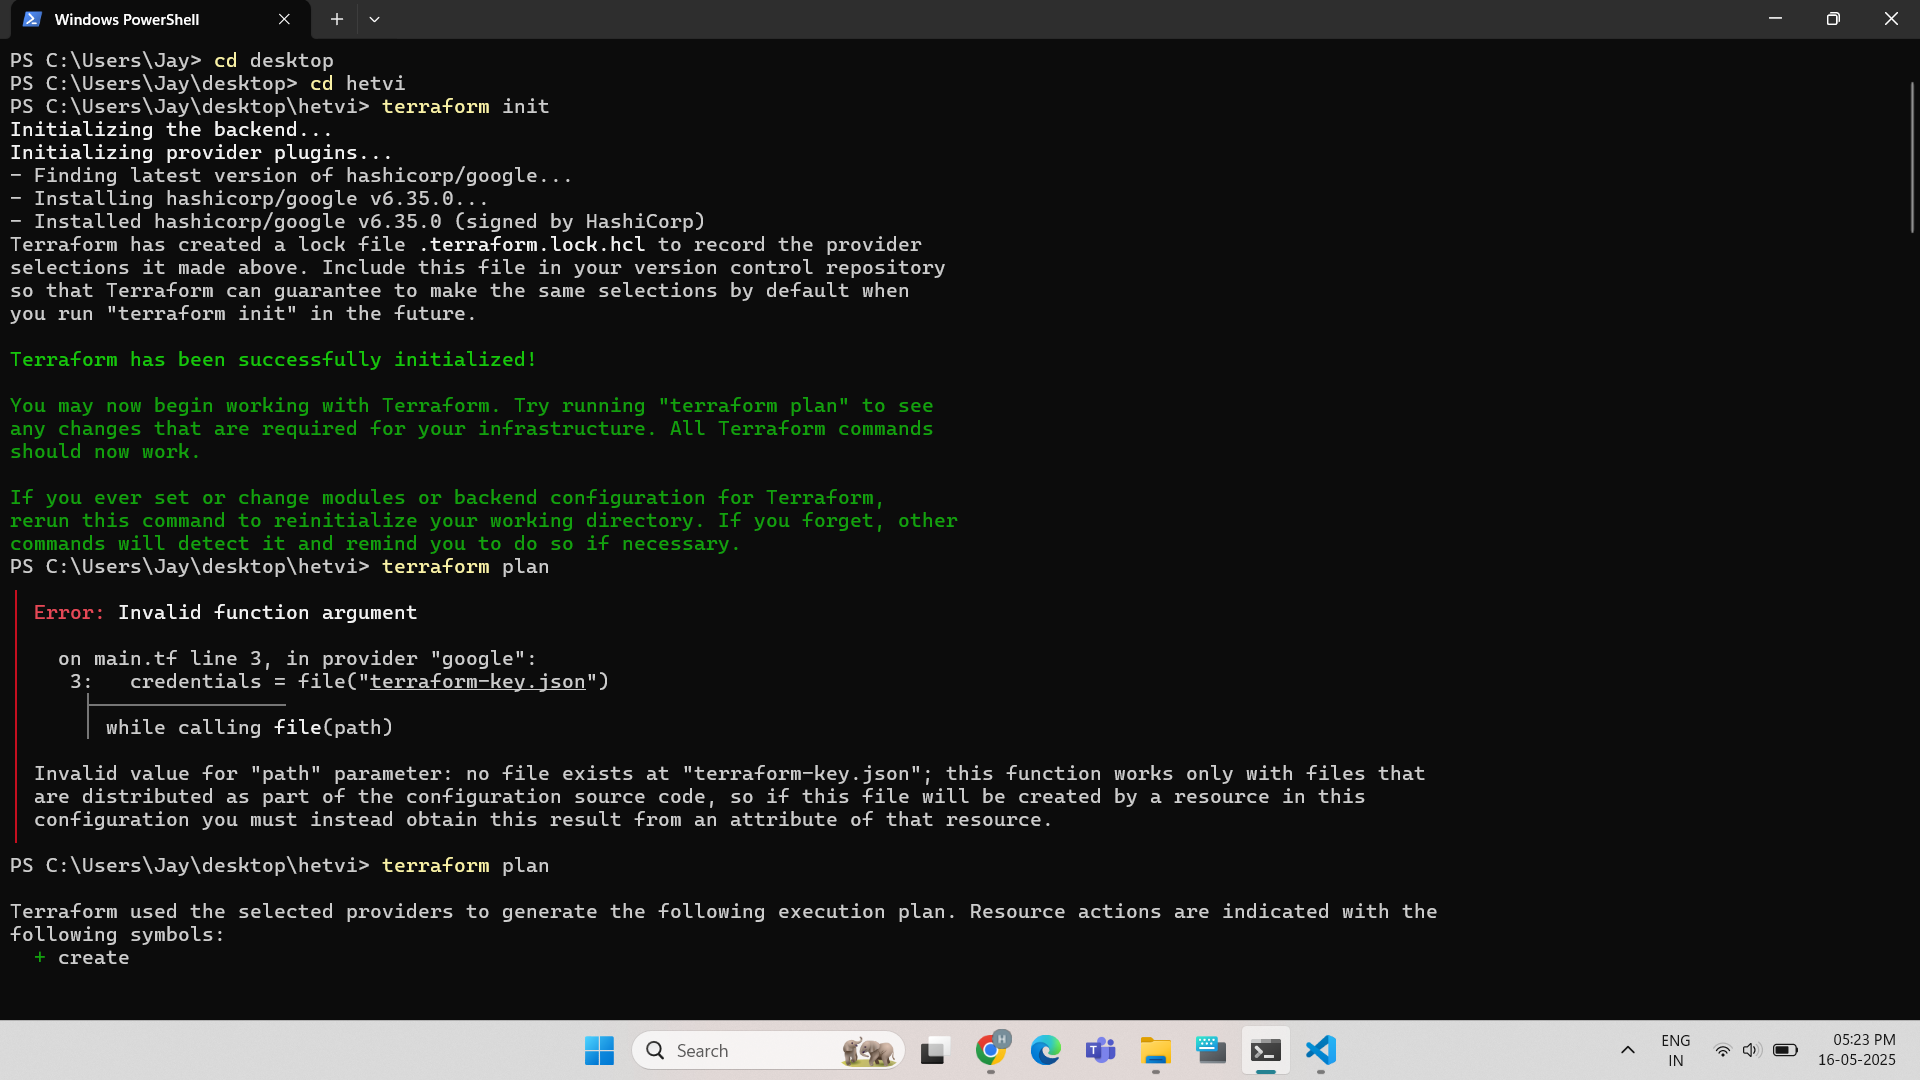 Windows PowerShell
PS C:\Users\Jay> cd desktop
PS C:\Users\Jay\desktop> cd hetvi
PS C:\Users\Jay\desktop\hetvi> terraform init
Initializing the backend...
Initializing provider plugins...
- Finding latest version of hashicorp/google...
- Installing hashicorp/google v6.35.0...
- Installed hashicorp/google v6.35.0 (signed by HashiCorp)
Terraform has created a lock file .terraform.lock.hcl to record the provider
selections it made above. Include this file in your version control repository
so that Terraform can guarantee to make the same selections by default when
you run "terraform init" in the future.
Terraform has been successfully initialized!
You may now begin working with Terraform. Try running "terraform plan" to see
any changes that are required for your infrastructure. All Terraform commands
should now work.
If you ever set or change modules or backend configuration for Terraform,
rerun this command to reinitialize your working directory. If you forget, other
commands will detect it and remind you to do so if necessary.
PS C:\Users\Jay\desktop\hetvi> terraform plan
Error: Invalid function argument
on main.tf line 3, in provider "google":
3:   credentials = file("terraform-key.json")
while calling file(path)
Invalid value for "path" parameter: no file exists at "terraform-key.json"; this function works only with files that
are distributed as part of the configuration source code, so if this file will be created by a resource in this
configuration you must instead obtain this result from an attribute of that resource.
PS C:\Users\Jay\desktop\hetvi> terraform plan
Terraform used the selected providers to generate the following execution plan. Resource actions are indicated with the
following symbols:
+ create
Search
H
T
ENG
IN
05:23 PM
16-05-2025